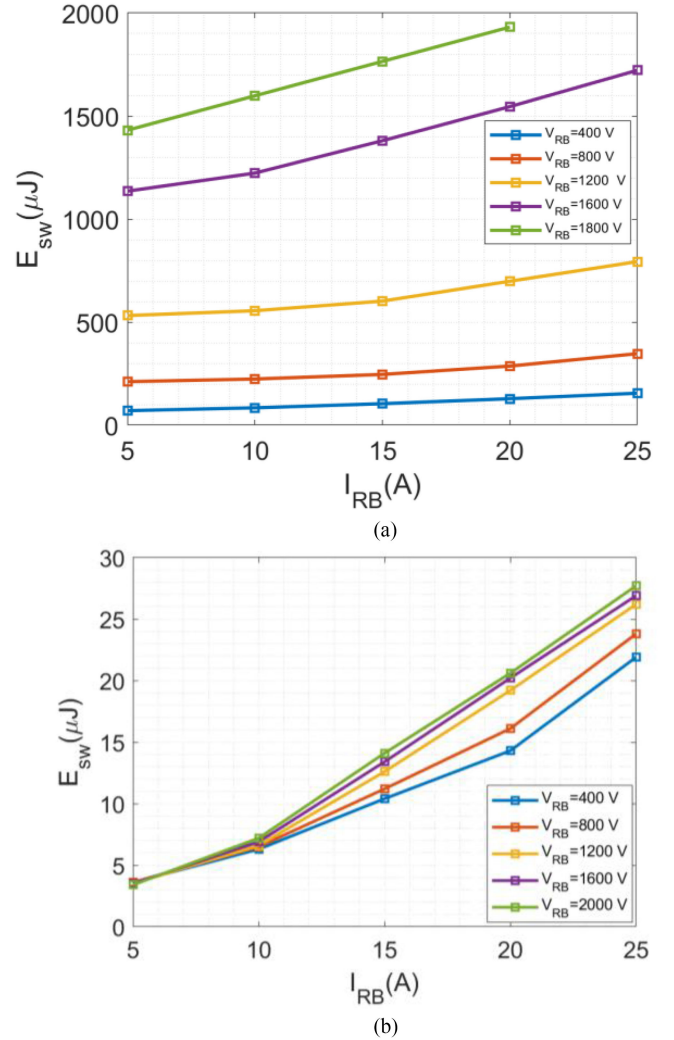 2000
1500
1000
500
0
E_sw(μJ)
V_RB=400 V
V_RB=800 V
V_RB=1200 V
V_RB=1600 V
V_RB=1800 V
5 10 15 20 25
I_RB(A)
(a)
30
25
20
15
10
5
0
E_sw(μJ)
V_RB=400 V
V_RB=800 V
V_RB=1200 V
V_RB=1600 V
V_RB=2000 V
5 10 15 20 25
I_RB(A)
(b)